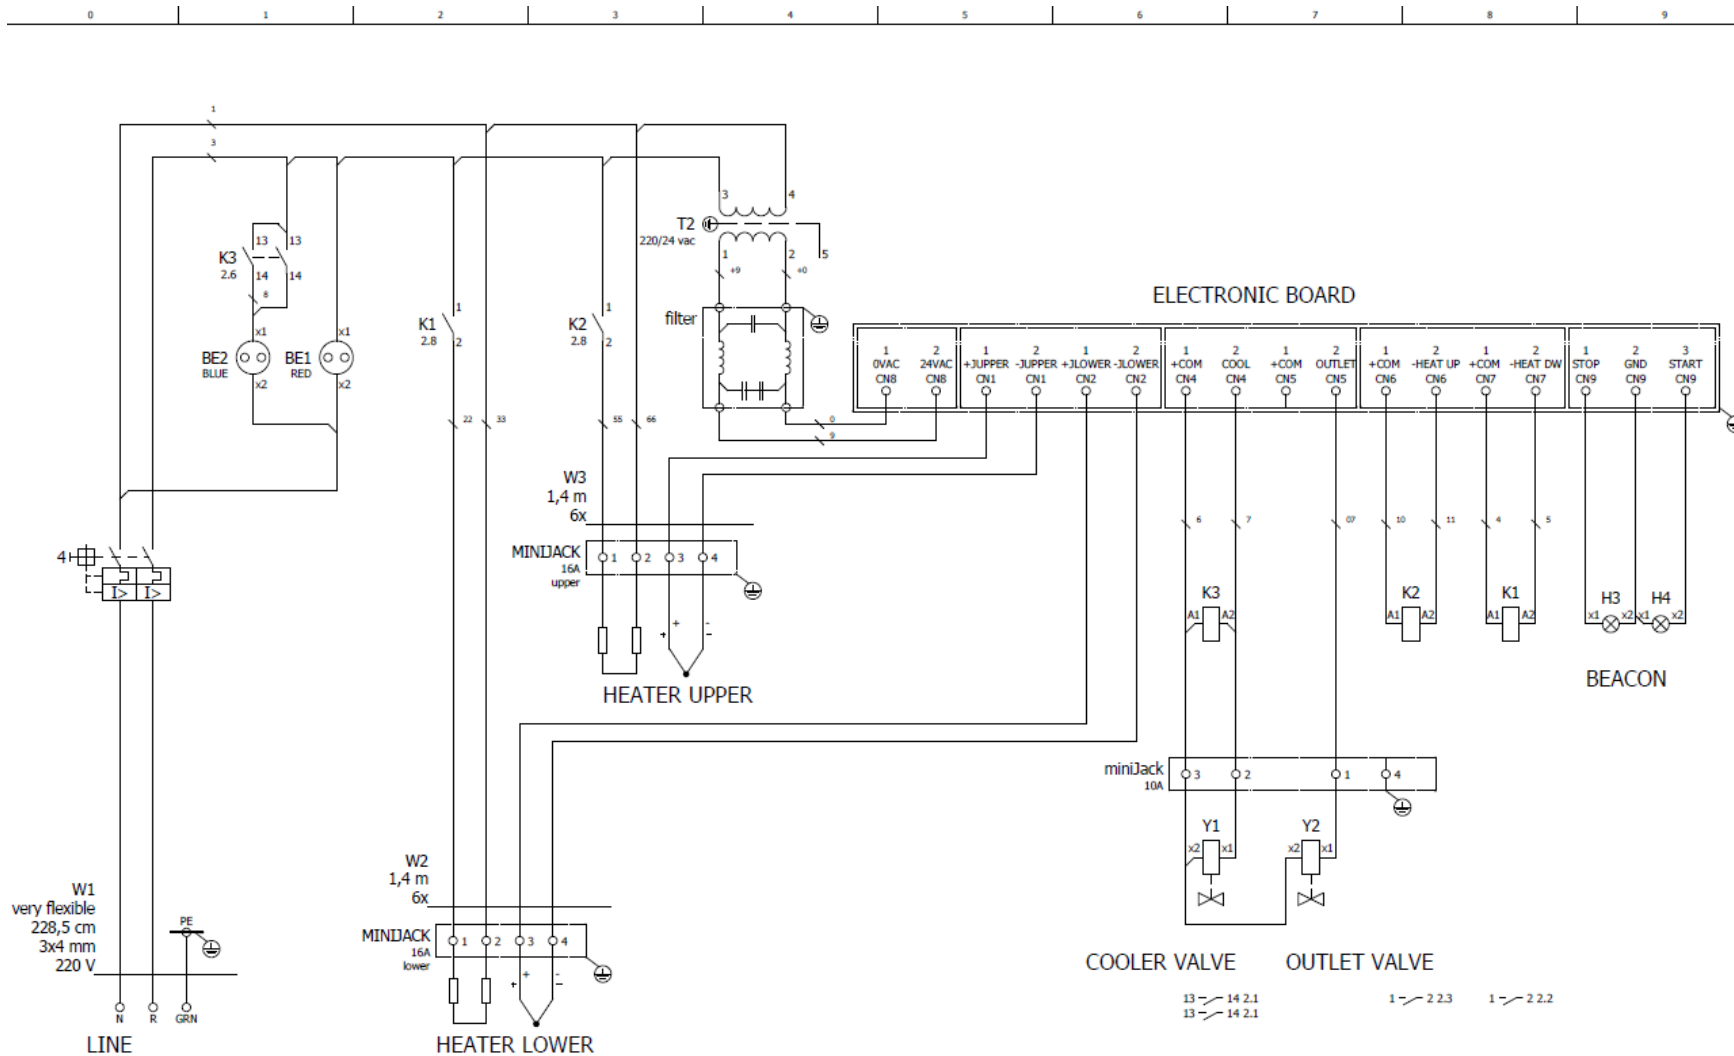 0 1 2 3 4 5 6 7 8 9
1
3
3 4
T2
220/24 vac
1 2 5
+9 +0
13 13
K3
2.6
14 14
8
x1 x1
BE2 BE1
BLUE RED
x2 x2
1
K1
2.8
2
1
K2
2.8
2
filter
ELECTRONIC BOARD
1 2 1 2 1 2 1 2 1 2 1 2 1 2 1 2 3
0VAC 24VAC +JUPPER -JUPPER +JLOWER -JLOWER +COM COOL +COM OUTLET +COM -HEAT UP +COM -HEAT DW STOP GND START
CN8 CN8 CN1 CN1 CN2 CN2 CN4 CN4 CN5 CN5 CN6 CN6 CN7 CN7 CN9 CN9 CN9
22 33 55 66
0
9
W3
1,4 m
6x
6 7 07 10 11 4 5
MINIJACK
16A
upper
1 2 3 4
4
I> I>
+ -
+ -
HEATER UPPER
K3 K2 K1 H3 H4
A1 A2 A1 A2 A1 A2 x1 x2 x1 x2
BEACON
miniJack
10A
3 2 1 4
Y1 Y2
x2 x1 x2 x1
W2
1,4 m
6x
W1
very flexible
228,5 cm
3x4 mm
220 V
PE
MINIJACK
16A
lower
1 2 3 4
+ -
+ -
COOLER VALVE OUTLET VALVE
13 14 2.1
13 14 2.1
1 2 2.3
1 2 2.2
N R GRN
LINE
HEATER LOWER